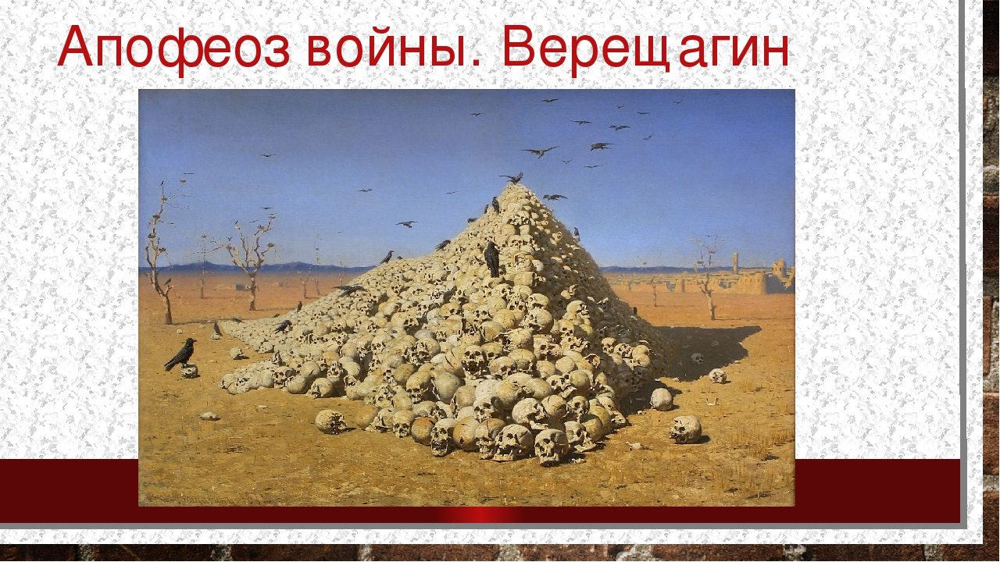 Апофеоз войны. Верещагин